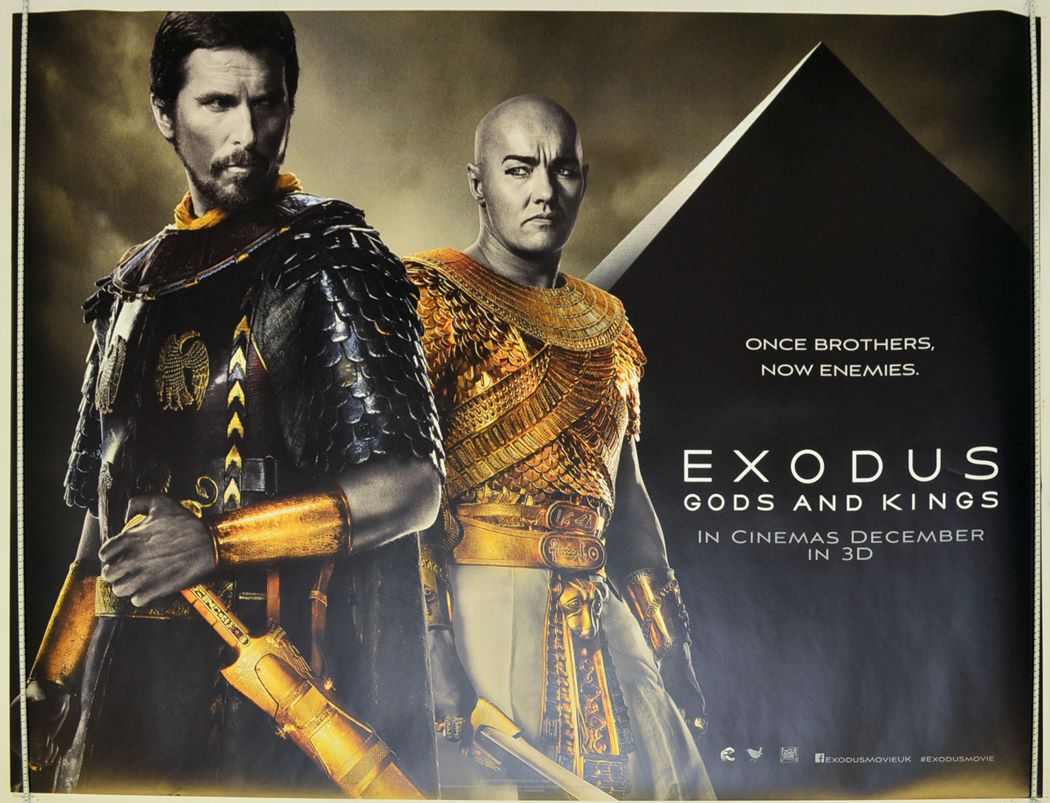 ONCE BROTHERS,
NOW ENEMIES.
EXODUS
GODS AND KINGS
IN CINEMAS DECEMBER
IN 3D
EXODUSMOVIEUK #EXODUSMOVIE